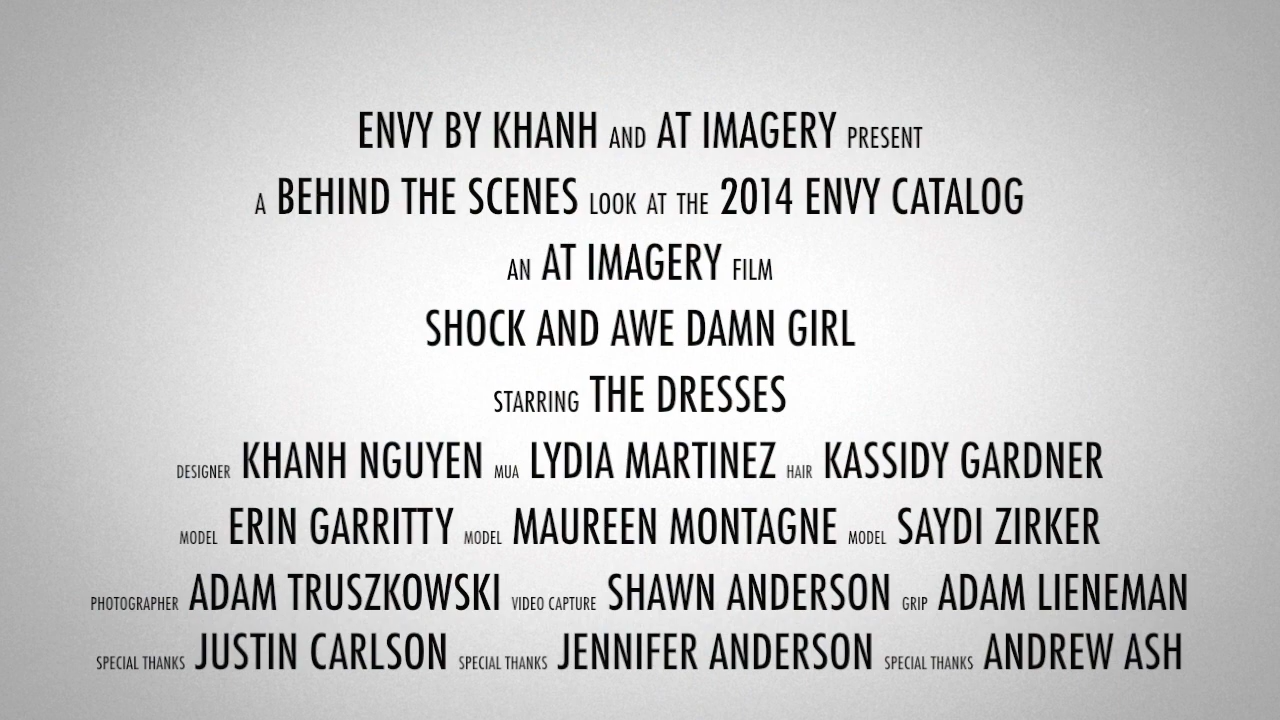 ENVY BY KHANH AND AT IMAGERY PRESENT
A BEHIND THE SCENES LOOK AT THE 2014 ENVY CATALOG
AN AT IMAGERY FILM
SHOCK AND AWE DAMN GIRL
STARRING THE DRESSES
DESIGNER KHANH NGUYEN MUA LYDIA MARTINEZ HAIR KASSIDY GARDNER
MODEL ERIN GARRITTY MODEL MAUREEN MONTAGNE MODEL SAYDI ZIRKER
PHOTOGRAPHER ADAM TRUSZKOWSKI VIDEO CAPTURE SHAWN ANDERSON GRIP ADAM LIENEMAN
SPECIAL THANKS JUSTIN CARLSON SPECIAL THANKS JENNIFER ANDERSON SPECIAL THANKS ANDREW ASH